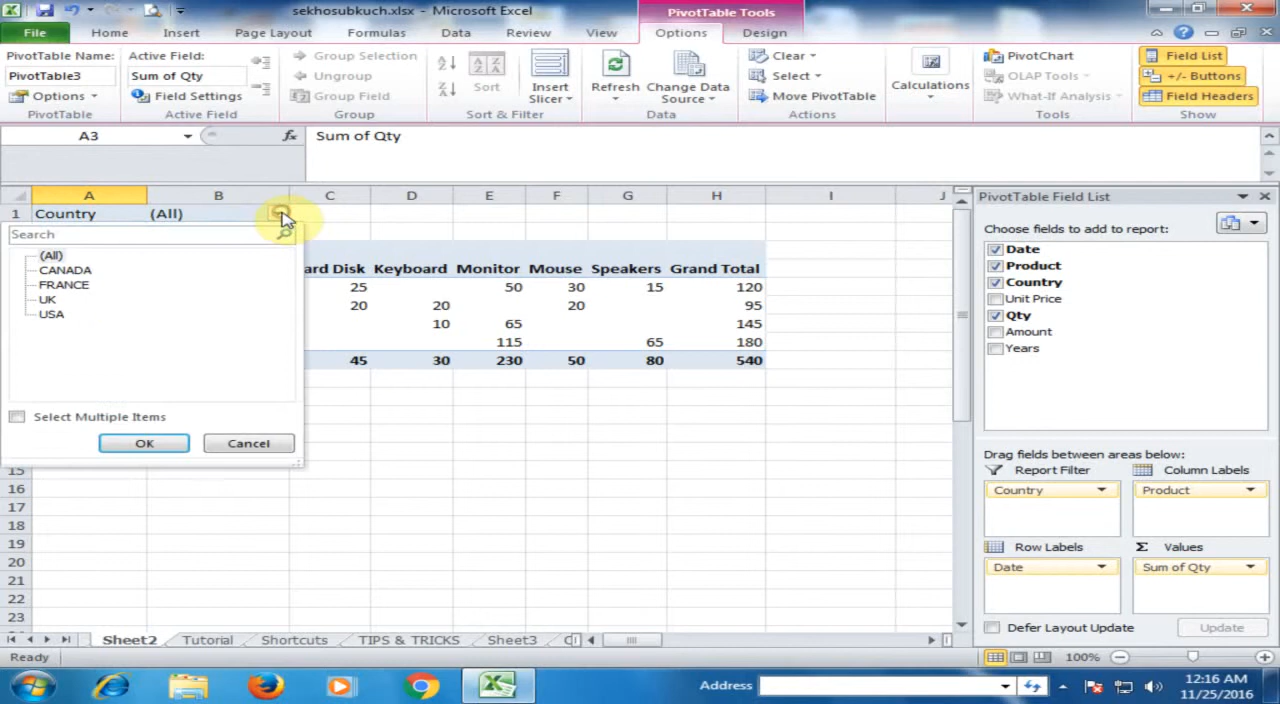 sekhosubkuch.xlsx - Microsoft Excel
PivotTable Tools
File Home Insert Page Layout Formulas Data Review View Options Design
PivotTable Name:
PivotTable3
Options
PivotTable
Active Field:
Sum of Qty
Field Settings
Active Field
Group Selection
Ungroup
Group Field
Group
Sort
Insert
Slicer
Sort & Filter
Refresh
Change Data
Source
Data
Clear
Select
Move PivotTable
Actions
Calculations
PivotChart
OLAP Tools
What-If Analysis
Tools
Field List
+/- Buttons
Field Headers
Show
A3 fx Sum of Qty
A B C D E F G H I J
1 Country (All)
Search
(All)
CANADA
FRANCE
UK
USA
Select Multiple Items
OK Cancel
ard Disk Keyboard Monitor Mouse Speakers Grand Total
25 50 30 15 120
20 20 20 95
10 65 145
115 65 180
45 30 230 50 80 540
15
16
17
18
19
20
21
22
23
PivotTable Field List
Choose fields to add to report:
Date
Product
Country
Unit Price
Qty
Amount
Years
Drag fields between areas below:
Report Filter Column Labels
Country Product
Row Labels Σ Values
Date Sum of Qty
Defer Layout Update Update
Sheet2 Tutorial Shortcuts TIPS & TRICKS Sheet3
Ready 100%
Address
12:16 AM
11/25/2016